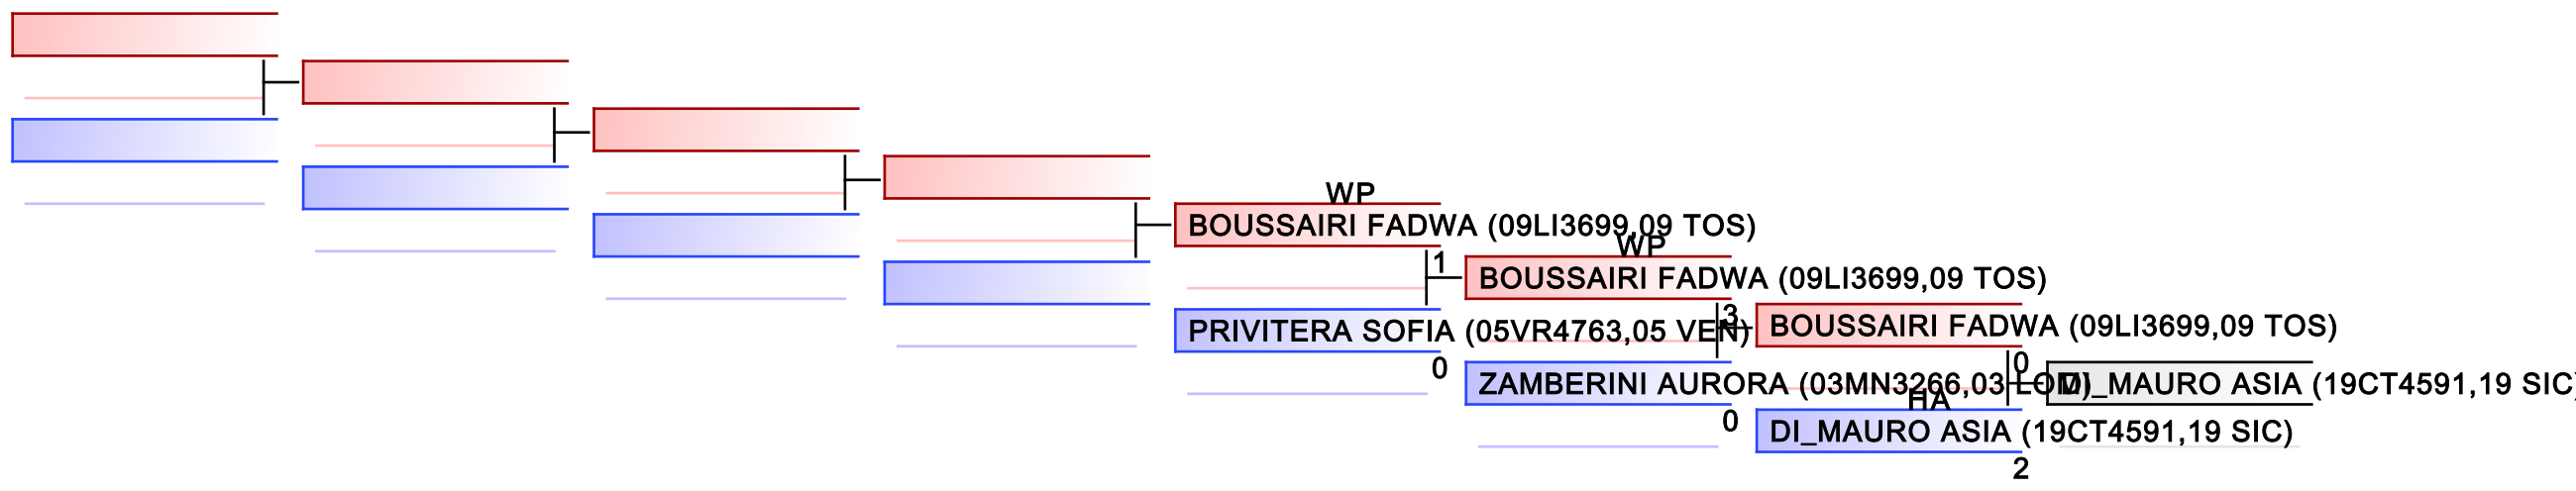 WP
BOUSSAIRI FADWA (09LI3699,09 TOS)
1
PRIVITERA SOFIA (05VR4763,05 VEN)
0
WP
BOUSSAIRI FADWA (09LI3699,09 TOS)
3
ZAMBERINI AURORA (03MN3266,03 LOM)
0
BOUSSAIRI FADWA (09LI3699,09 TOS)
0
HA
DI_MAURO ASIA (19CT4591,19 SIC)
2
DI_MAURO ASIA (19CT4591,19 SIC)